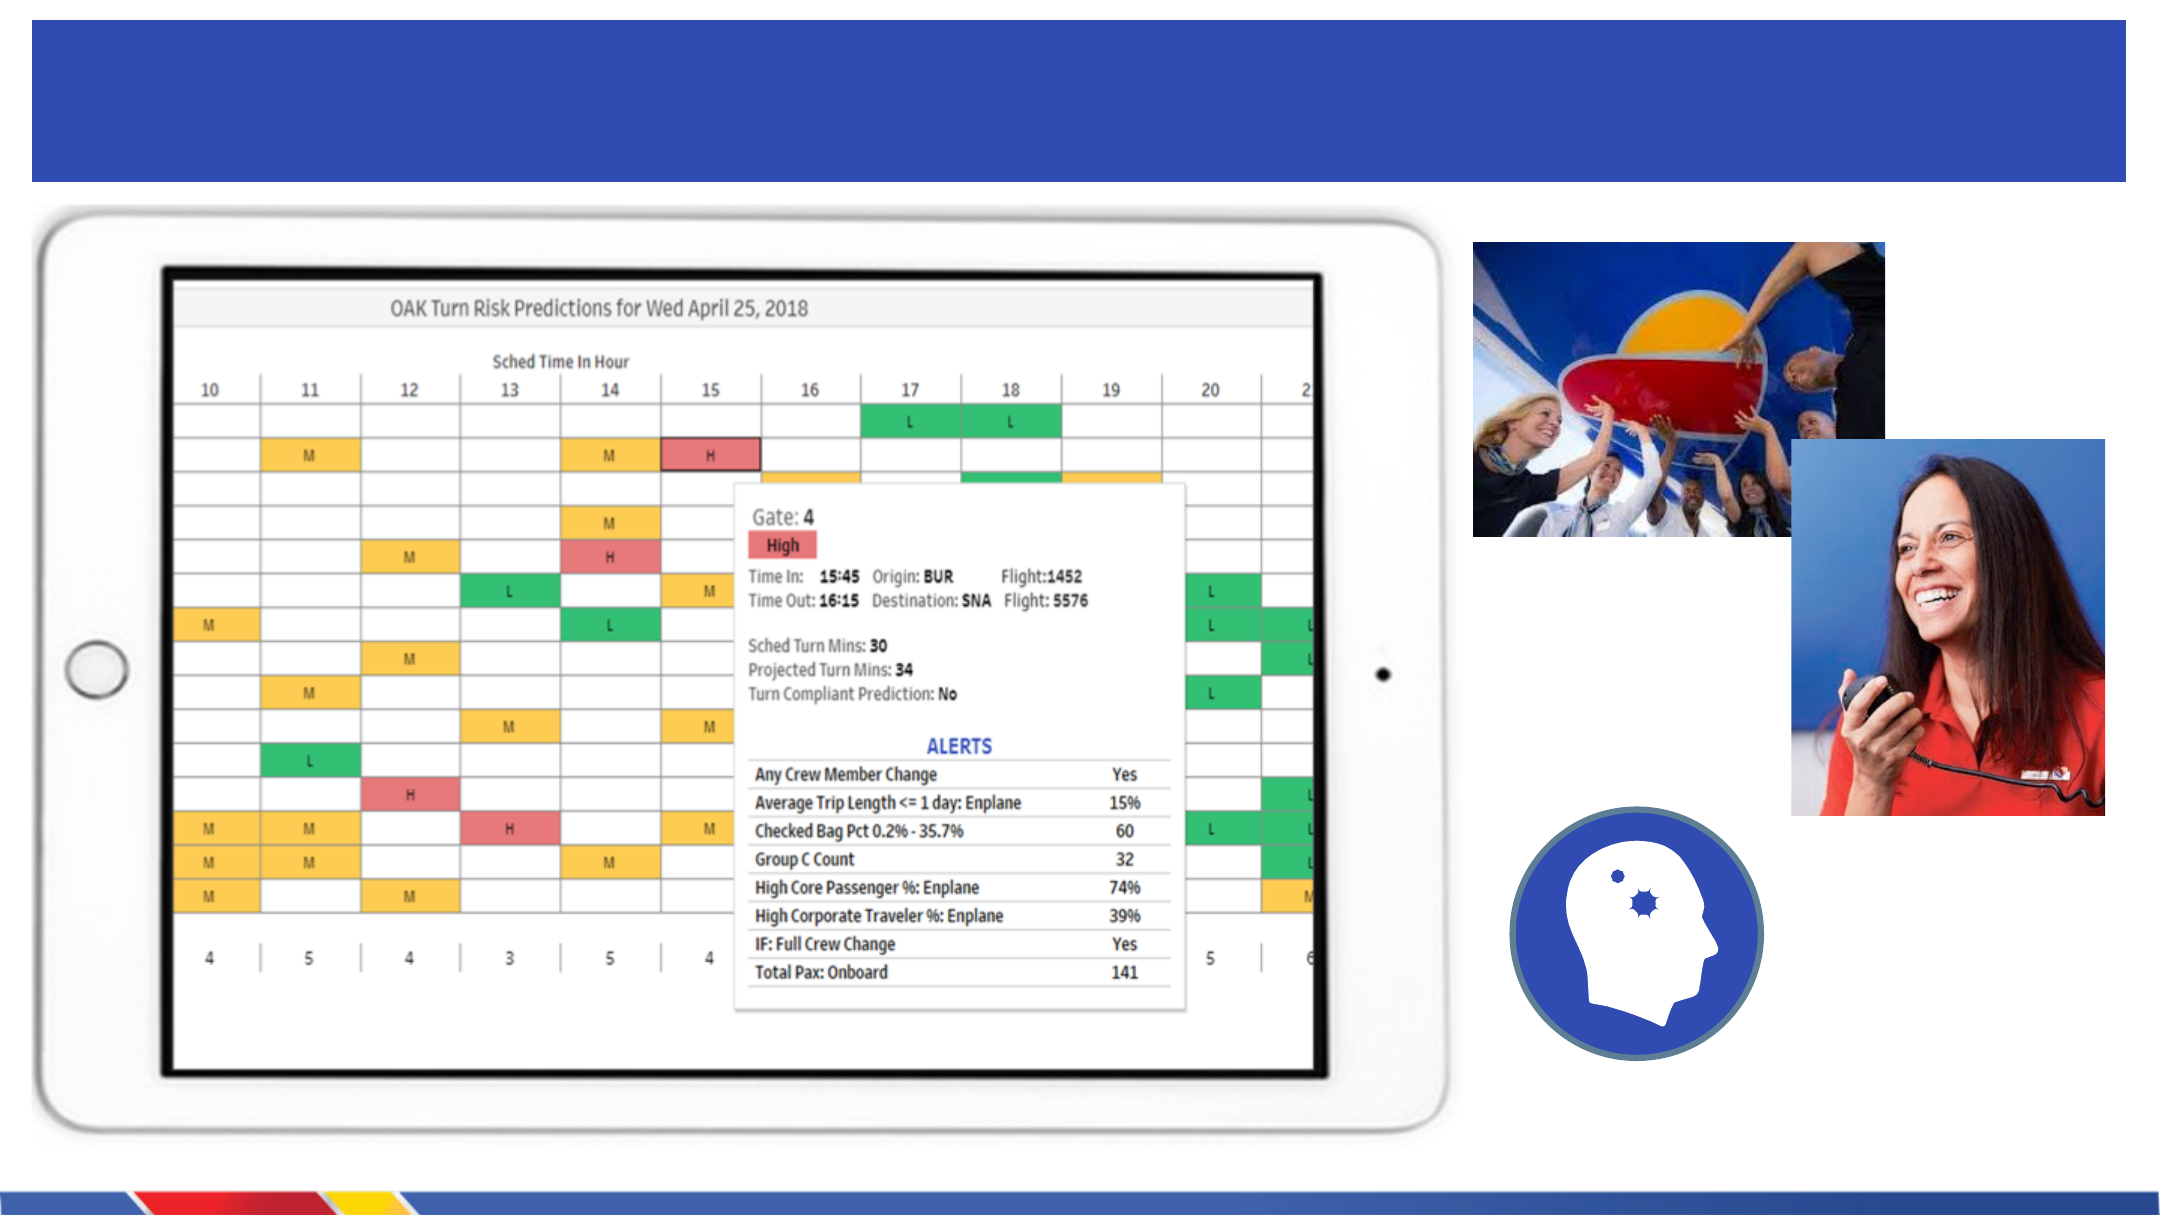 OAK Turn Risk Predictions for Wed April 25, 2018
Sched Time In Hour
10 11 12 13 14 15 16 17 18 19 20 2
L L
M M H
M
Gate: 4
M H
High
L M
Time In: 15:45 Origin: BUR Flight:1452
L
Time Out: 16:15 Destination: SNA Flight: 5576
M L
L L
Sched Turn Mins: 30
M
L
Projected Turn Mins: 34
M
L
Turn Compliant Prediction: No
M M
ALERTS
L
Any Crew Member Change Yes
H
L
Average Trip Length <= 1 day: Enplane 15%
M M H M
L L
Checked Bag Pct 0.2% - 35.7% 60
M M M
L
Group C Count 32
M M
M
High Core Passenger %: Enplane 74%
High Corporate Traveler %: Enplane 39%
IF: Full Crew Change Yes
4 5 4 3 5 4
5 6
Total Pax: Onboard 141